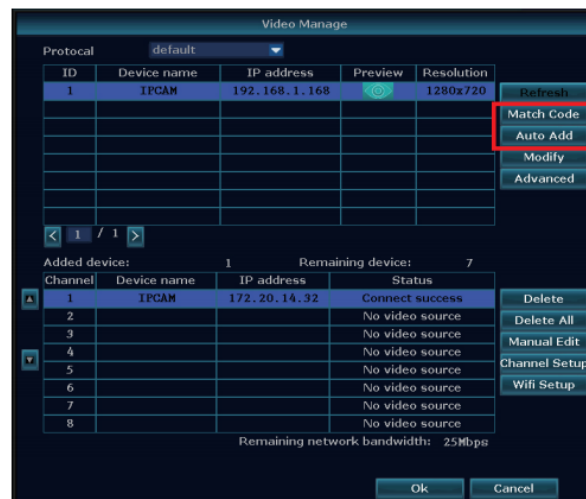 Video Manage
Protocal default
ID Device name IP address Preview Resolution
1 IPCAM 192.168.1.168 1280x720 Refresh
Match Code
Auto Add
Modify
Advanced
1 / 1
Added device: 1 Remaining device: 7
Channel Device name IP address Status
1 IPCAM 172.20.14.32 Connect success Delete
2 No video source Delete All
3 No video source Manual Edit
4 No video source Channel Setup
5 No video source Wifi Setup
6 No video source
7 No video source
8 No video source
Remaining network bandwidth: 25Mbps
Ok Cancel